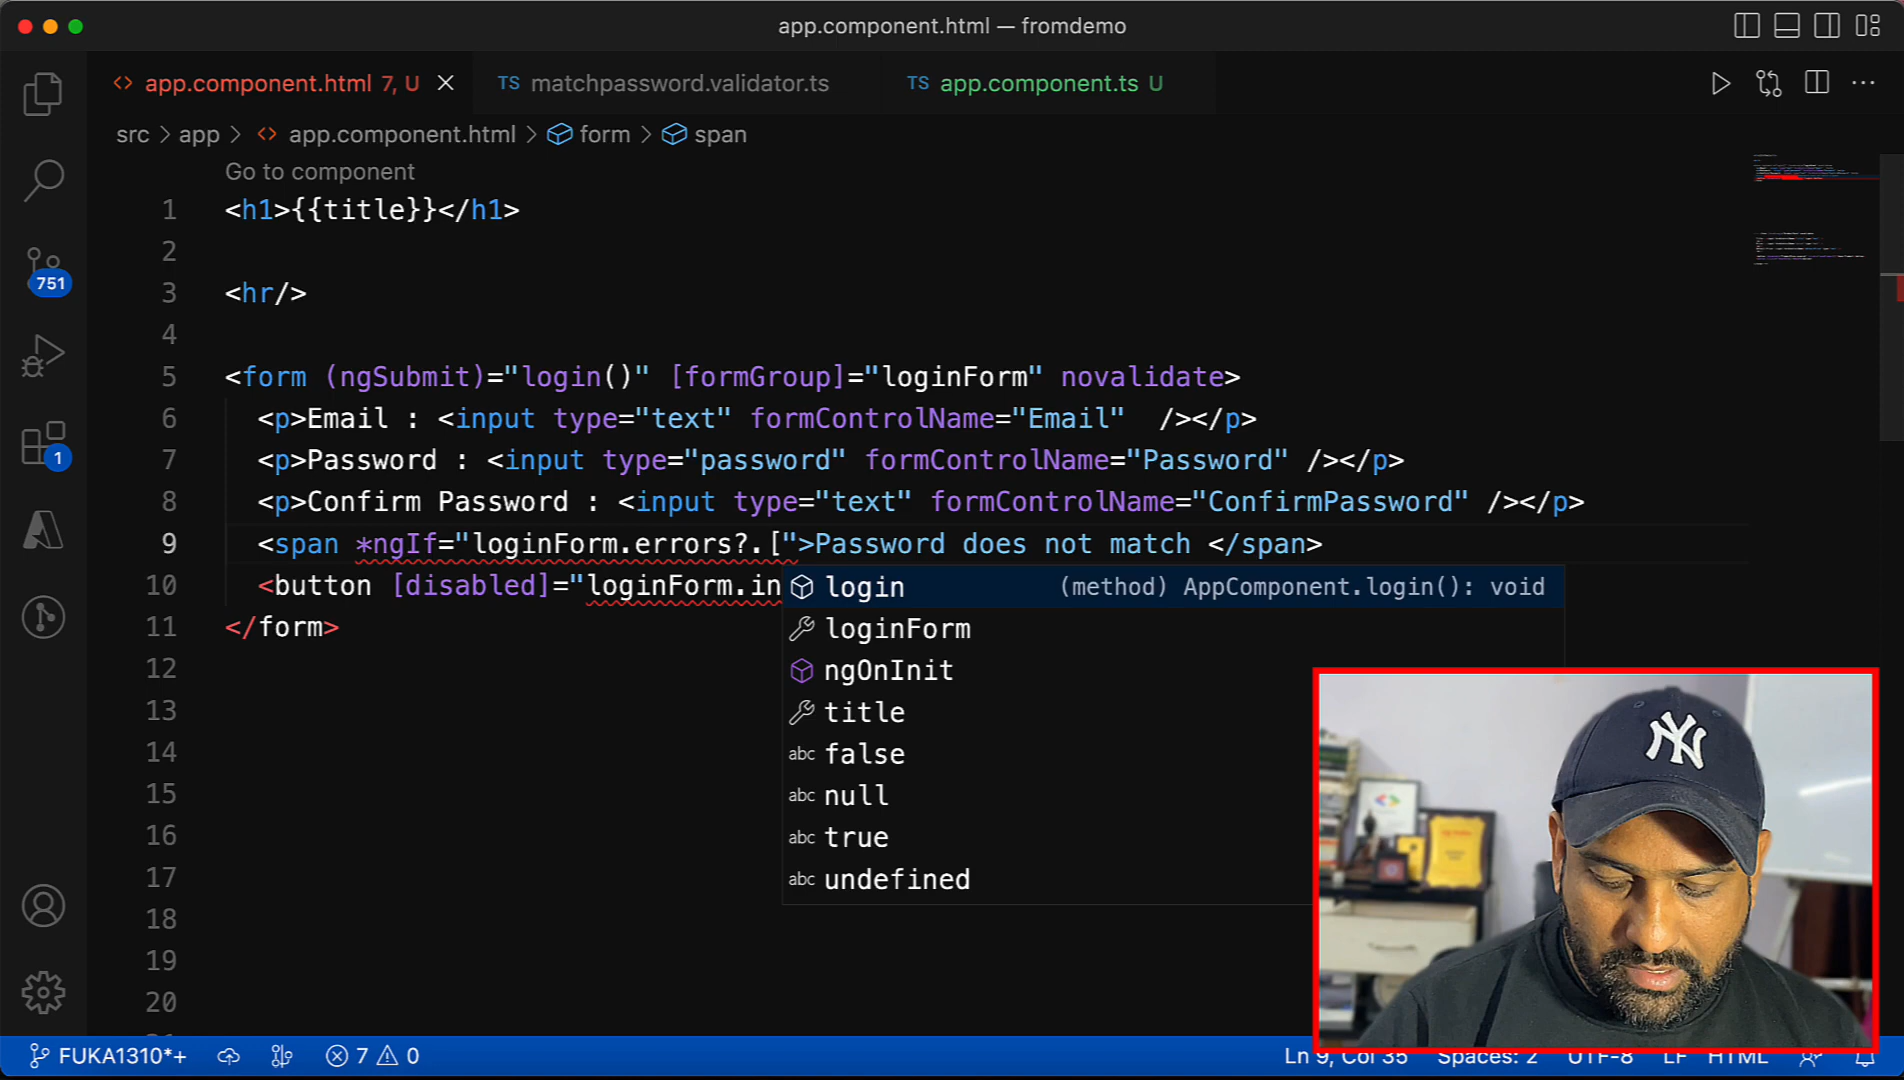 app.component.html — fromdemo
<> app.component.html 7, U
TS matchpassword.validator.ts
TS app.component.ts U
src > app > <> app.component.html > form > span
Go to component
1 <h1>{{title}}</h1>
2
3 <hr/>
4
5 <form (ngSubmit)="login()" [formGroup]="loginForm" novalidate>
6 <p>Email : <input type="text" formControlName="Email"  /></p>
7 <p>Password : <input type="password" formControlName="Password" /></p>
8 <p>Confirm Password : <input type="text" formControlName="ConfirmPassword" /></p>
9 <span *ngIf="loginForm.errors?.[">Password does not match </span>
10 <button [disabled]="loginForm.in
login (method) AppComponent.login(): void
11 </form>
loginForm
12
ngOnInit
13
title
14
abc false
15
abc null
16
abc true
17
abc undefined
18
19
20
751
1
NY
FUKA1310*+
7 0
Ln 9, Col 35
Spaces: 2
UTF-8
LF
HTML